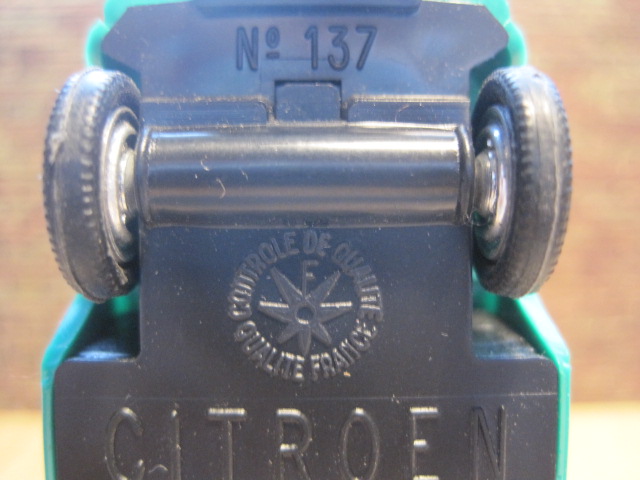 Nº 137
CONTROLE DE QUALITE
F
QUALITE FRANCE
CITROEN